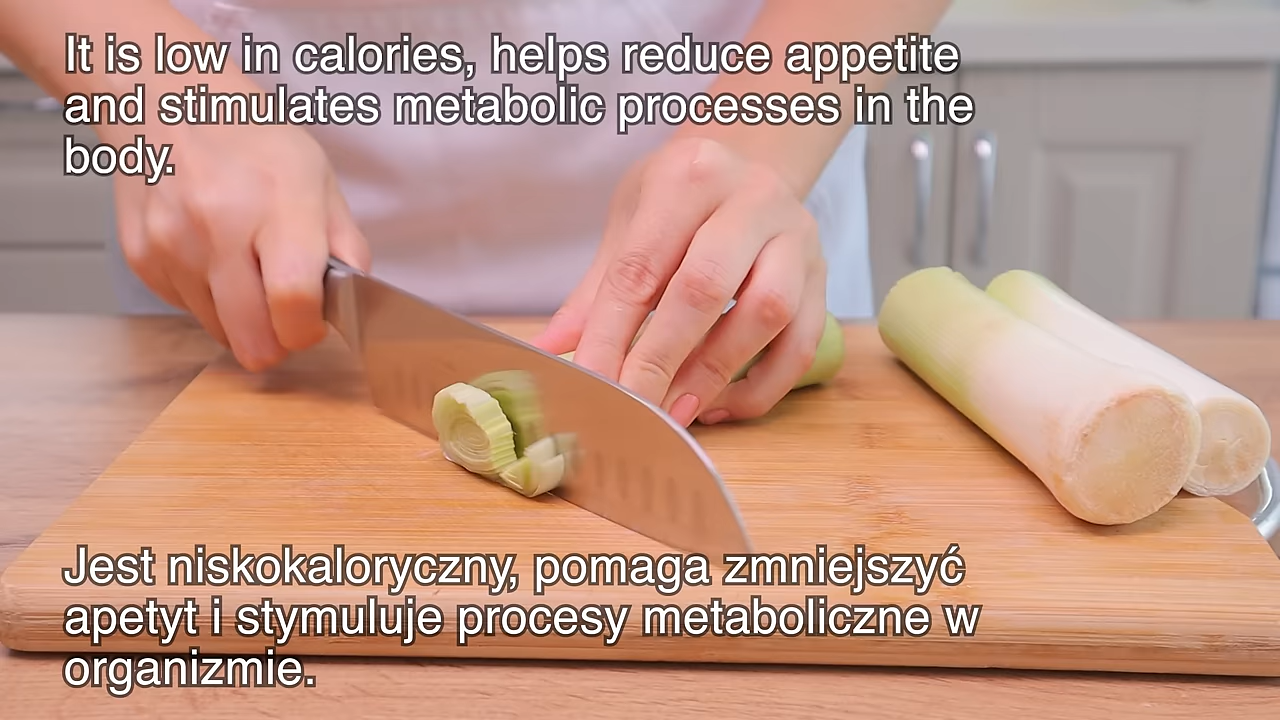 It is low in calories, helps reduce appetite
and stimulates metabolic processes in the
body.
Jest niskokaloryczny, pomaga zmniejszyć
apetyt i stymuluje procesy metaboliczne w
organizmie.